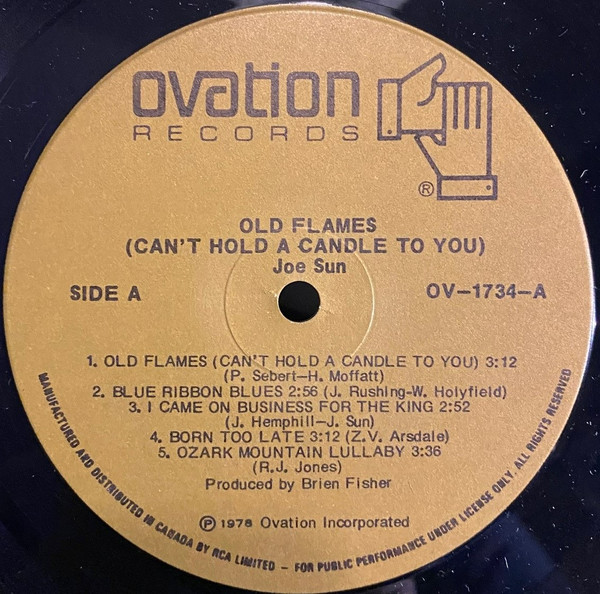 ovation
RECORDS
®
OLD FLAMES
(CAN'T HOLD A CANDLE TO YOU)
Joe Sun
SIDE A
OV-1734-A
1. OLD FLAMES (CAN'T HOLD A CANDLE TO YOU) 3:12
(P. Sebert-H. Moffatt)
2. BLUE RIBBON BLUES 2:56 (J. Rushing-W. Holyfield)
3. I CAME ON BUSINESS FOR THE KING 2:52
(J. Hemphill-J. Sun)
4. BORN TOO LATE 3:12 (Z.V. Arsdale)
5. OZARK MOUNTAIN LULLABY 3:36
(R.J. Jones)
Produced by Brien Fisher
℗ 1978 Ovation Incorporated
MANUFACTURED AND DISTRIBUTED IN CANADA BY RCA LIMITED - FOR PUBLIC PERFORMANCE UNDER LICENSE ONLY. ALL RIGHTS RESERVED